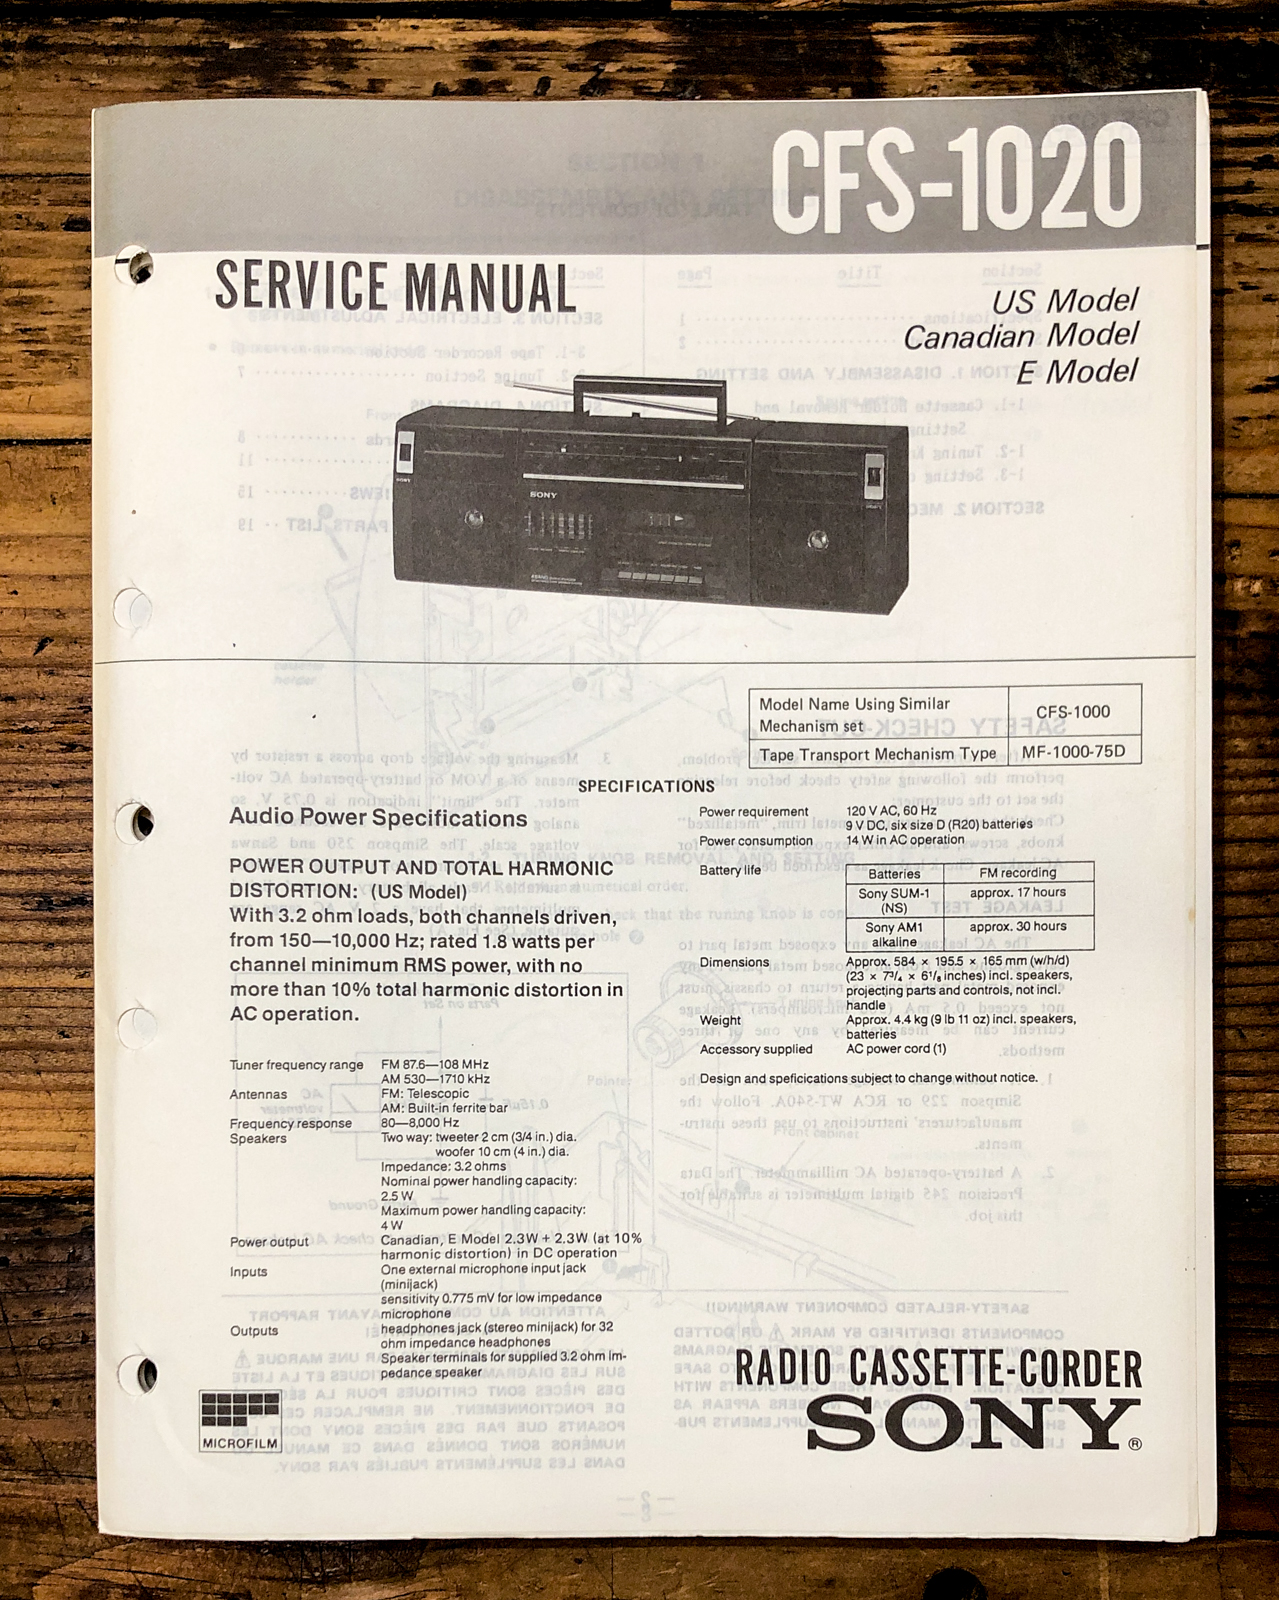 CFS-1020
SERVICE MANUAL
US Model
Canadian Model
E Model
SONY
Model Name Using Similar
Mechanism set
CFS-1000
Tape Transport Mechanism Type
MF-1000-75D
SPECIFICATIONS
Audio Power Specifications
POWER OUTPUT AND TOTAL HARMONIC
DISTORTION: (US Model)
With 3.2 ohm loads, both channels driven,
from 150—10,000 Hz; rated 1.8 watts per
channel minimum RMS power, with no
more than 10% total harmonic distortion in
AC operation.
Tuner frequency range FM 87.6—108 MHz
AM 530—1710 kHz
Antennas FM: Telescopic
AM: Built-in ferrite bar
Frequency response 80—8,000 Hz
Speakers Two way: tweeter 2 cm (3/4 in.) dia.
woofer 10 cm (4 in.) dia.
Impedance: 3.2 ohms
Nominal power handling capacity:
2.5 W
Maximum power handling capacity:
4 W
Power output Canadian, E Model 2.3W + 2.3W (at 10%
harmonic distortion) in DC operation
Inputs One external microphone input jack
(minijack)
sensitivity 0.775 mV for low impedance
microphone
Outputs headphones jack (stereo minijack) for 32
ohm impedance headphones
Speaker terminals for supplied 3.2 ohm im-
pedance speaker
Power requirement 120 V AC, 60 Hz
9 V DC, six size D (R20) batteries
Power consumption 14 W in AC operation
Battery life
Batteries FM recording
Sony SUM-1 approx. 17 hours
(NS)
Sony AM1 approx. 30 hours
alkaline
Dimensions Approx. 584 × 195.5 × 165 mm (w/h/d)
(23 × 7 3/4 × 6 1/8 inches) incl. speakers,
projecting parts and controls, not incl.
handle
Weight Approx. 4.4 kg (9 lb 11 oz) incl. speakers,
batteries
Accessory supplied AC power cord (1)
Design and speficications subject to change without notice.
MICROFILM
RADIO CASSETTE-CORDER
SONY®